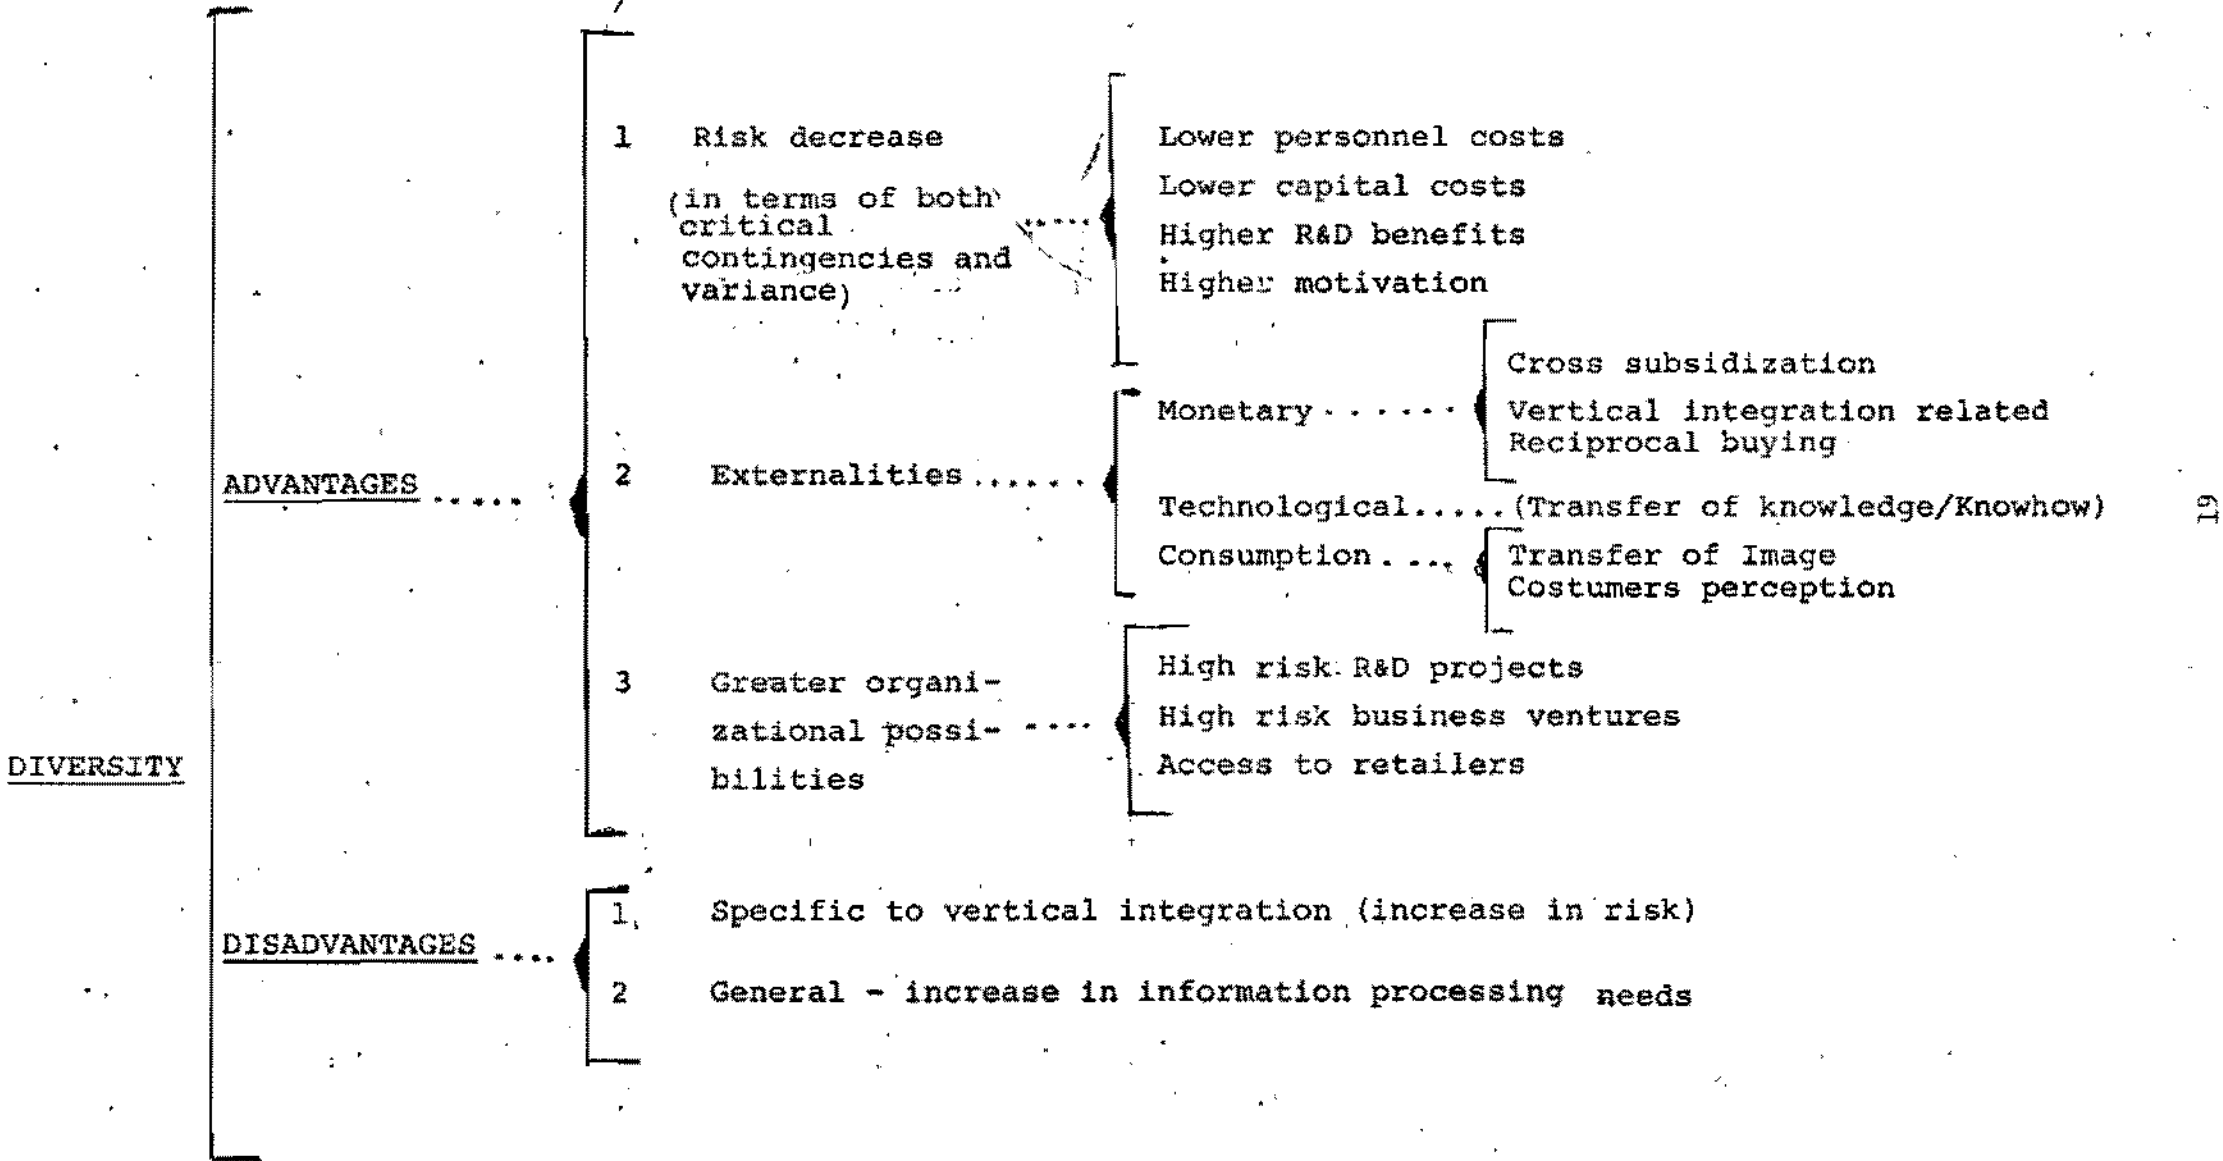 DIVERSITY
ADVANTAGES ......
1 Risk decrease
(in terms of both
critical
contingencies and
variance) .....
Lower personnel costs
Lower capital costs
Higher R&D benefits
Higher motivation
2 Externalities ......
Monetary ......
Cross subsidization
Vertical integration related
Reciprocal buying
Technological.....(Transfer of knowledge/Knowhow)
Consumption ....
Transfer of Image
Costumers perception
3 Greater organi-
zational possi- ....
bilities
High risk R&D projects
High risk business ventures
Access to retailers
DISADVANTAGES ....
1 Specific to vertical integration (increase in risk)
2 General - increase in information processing needs